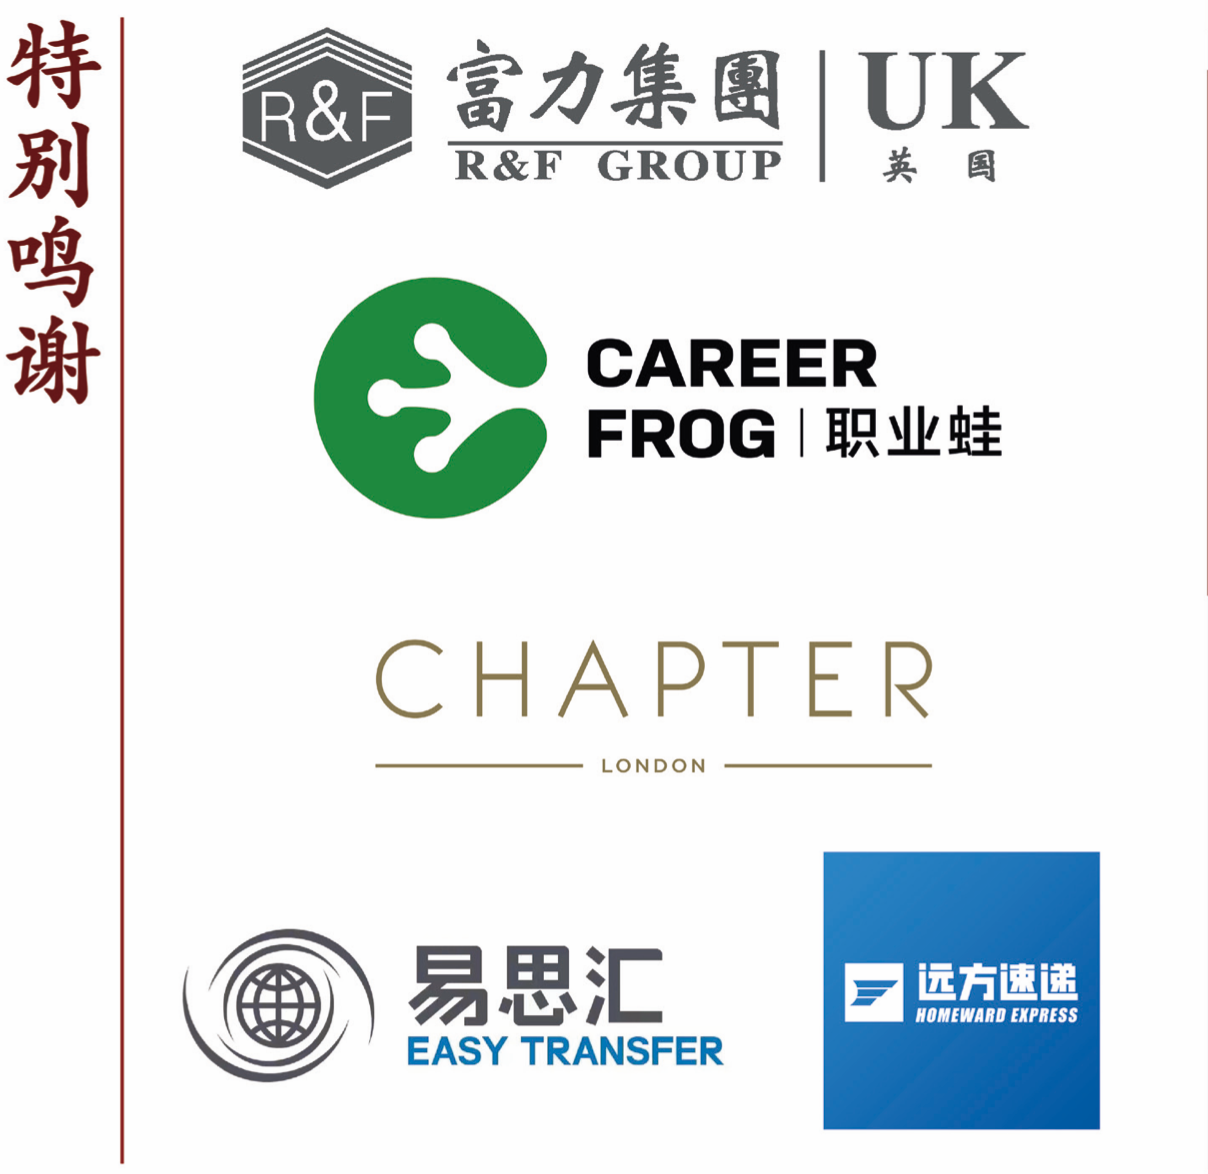 特别鸣谢
R&F
富力集團
R&F GROUP
UK
英国
CAREER
FROG | 职业蛙
CHAPTER
LONDON
易思汇
EASY TRANSFER
远方速递
HOMEWARD EXPRESS